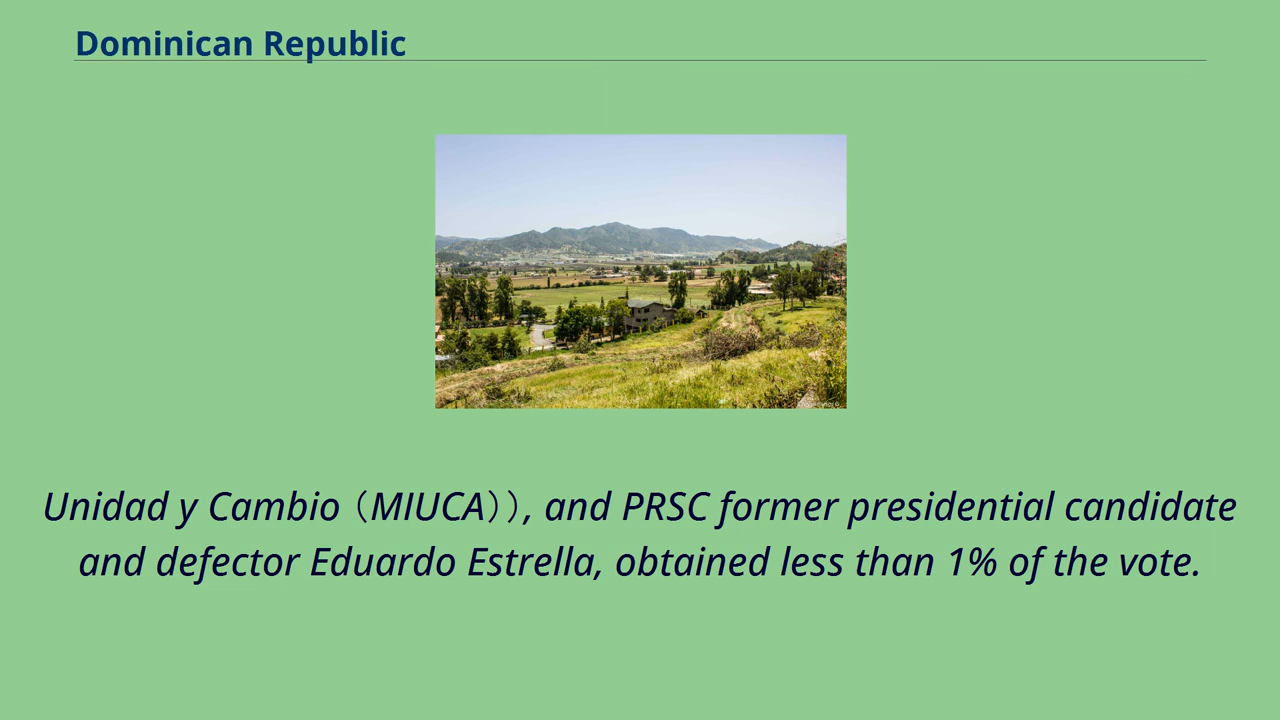 Dominican Republic
Unidad y Cambio（MIUCA）), and PRSC former presidential candidate
and defector Eduardo Estrella, obtained less than 1% of the vote.